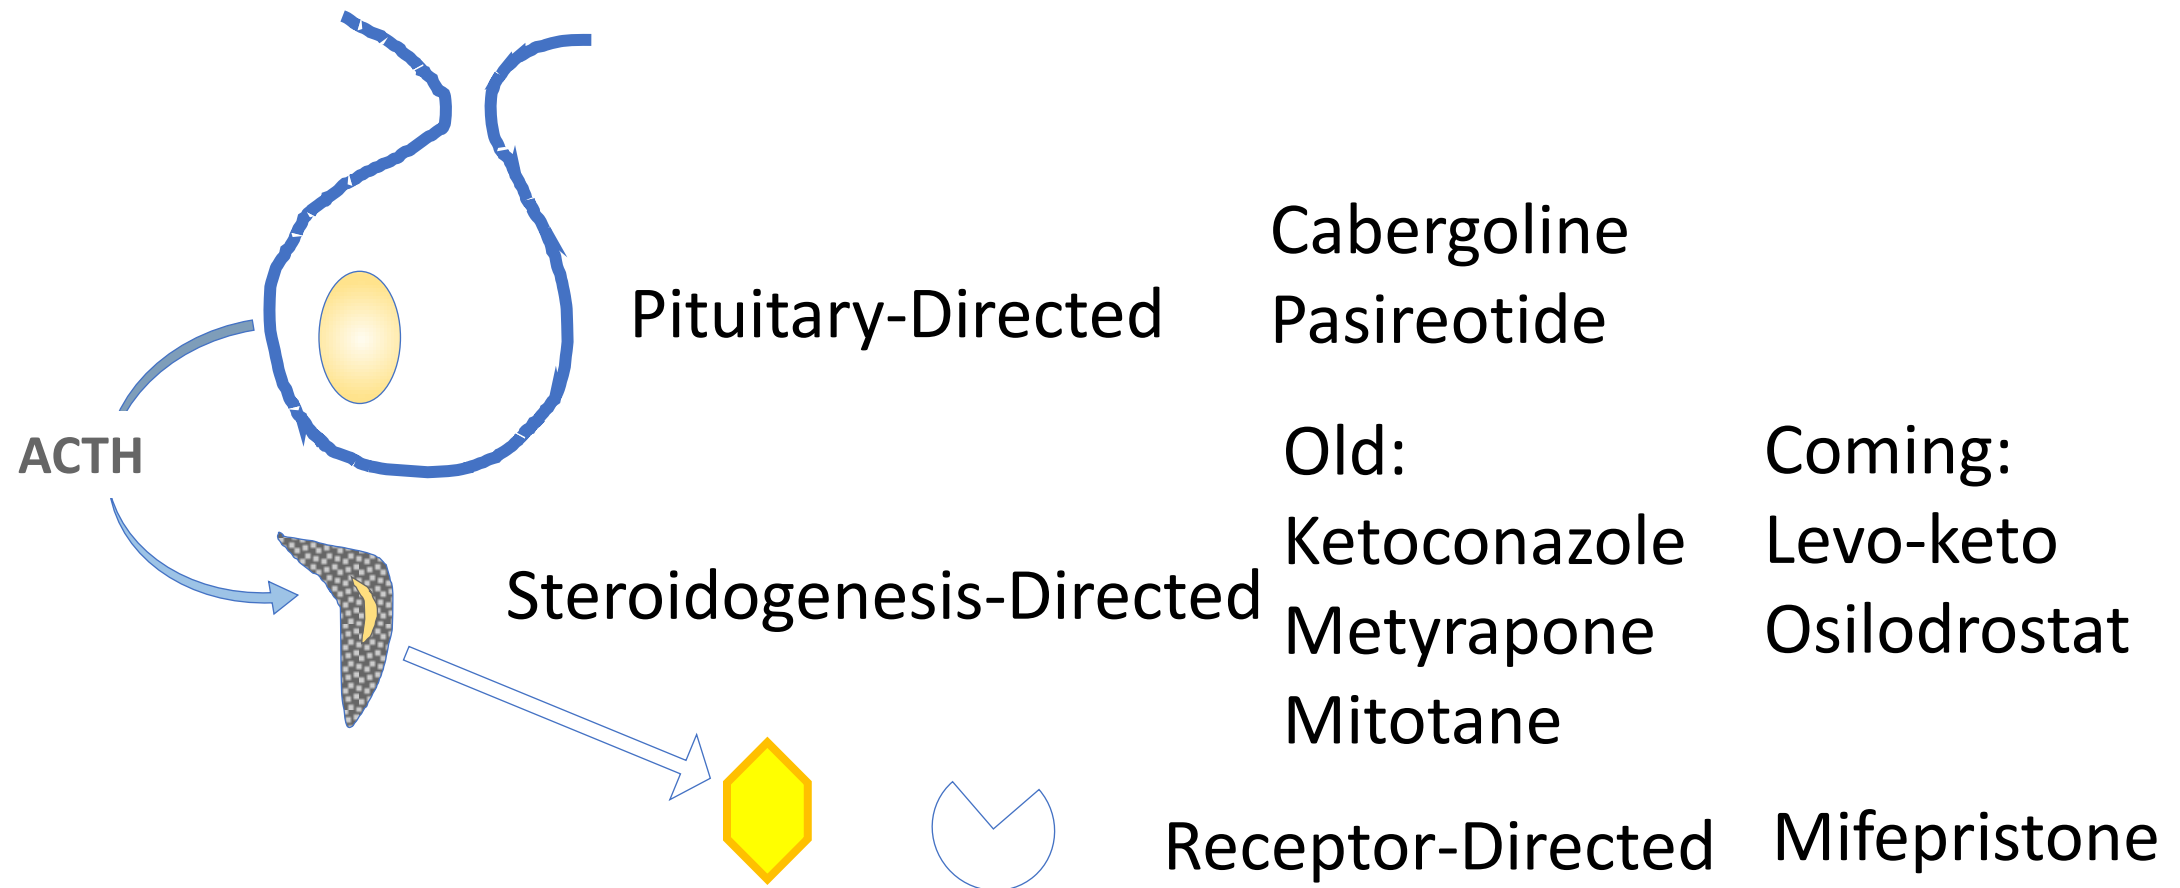 Cabergoline
Pituitary-Directed
Pasireotide
ACTH
Old:
Coming:
Ketoconazole
Levo-keto
Steroidogenesis-Directed
Metyrapone
Osilodrostat
Mitotane
Receptor-Directed
Mifepristone